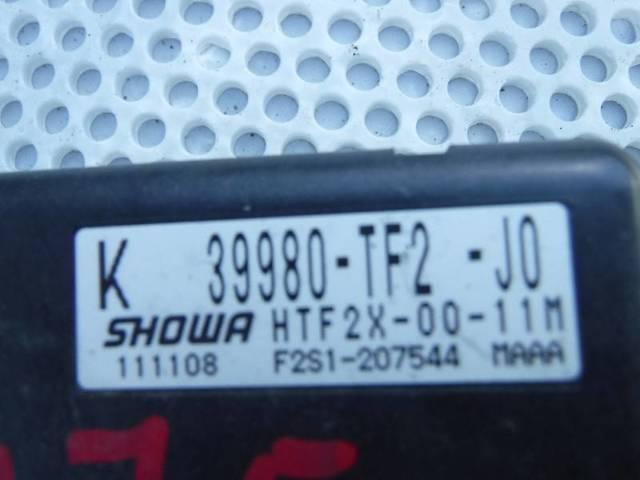 K 39980-TF2 -J0
SHOWA HTF2X-00-11M
111108 F2S1-207544 MAAA